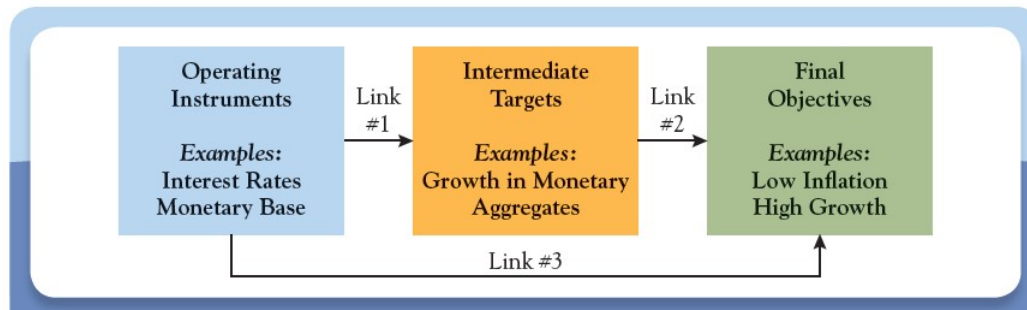 Operating
Instruments
Examples:
Interest Rates
Monetary Base
Link
#1
Intermediate
Targets
Examples:
Growth in Monetary
Aggregates
Link
#2
Final
Objectives
Examples:
Low Inflation
High Growth
Link #3